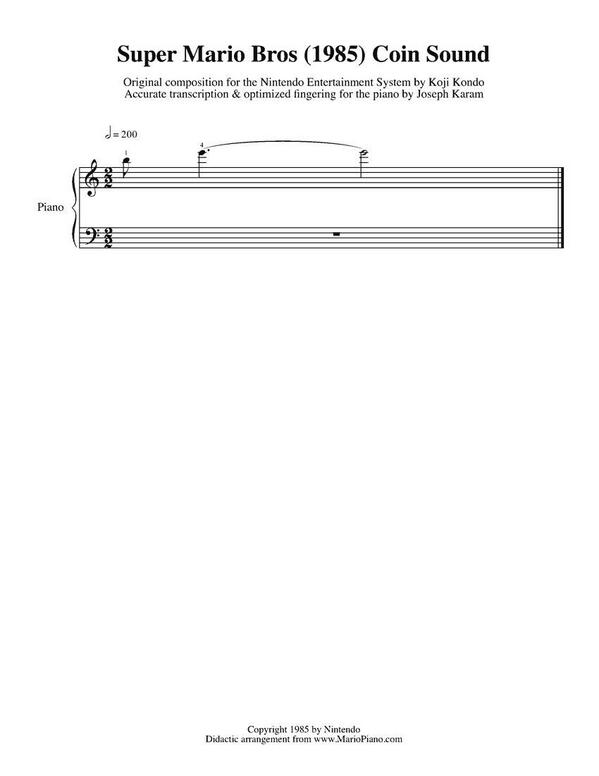 Super Mario Bros (1985) Coin Sound
Original composition for the Nintendo Entertainment System by Koji Kondo
Accurate transcription & optimized fingering for the piano by Joseph Karam
𝅗𝅥 = 200
1 4
2
2
Piano
2
2
Copyright 1985 by Nintendo
Didactic arrangement from www.MarioPiano.com